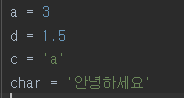 a = 3
d = 1.5
c = 'a'
char = '안녕하세요'